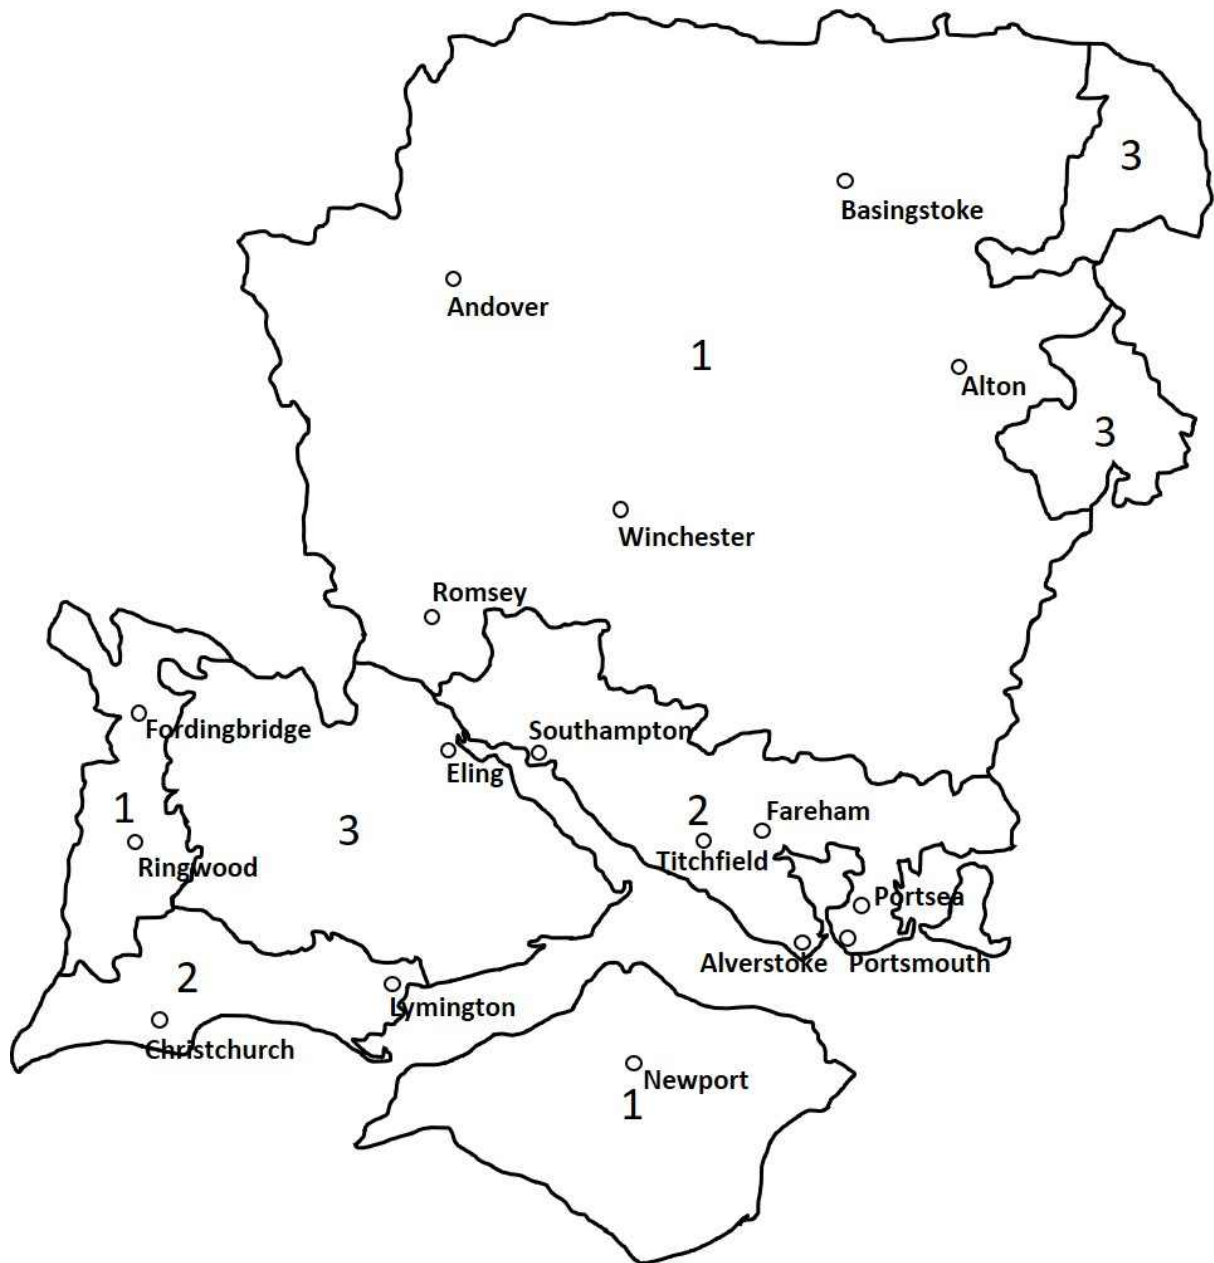 3
Basingstoke
Andover
1
Alton
3
Winchester
Romsey
Fordingbridge
Southampton
Eling
1
3
2
Fareham
Titchfield
Ringwood
Portsea
2
Alverstoke
Portsmouth
Lymington
Christchurch
Newport
1